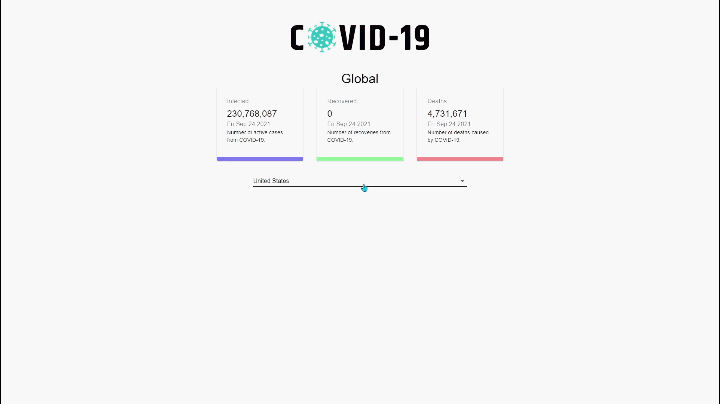 COVID-19
Global
Infected
230,768,087
Fri Sep 24 2021
Number of active cases
from COVID-19.
Recovered
0
Fri Sep 24 2021
Number of recoveries from
COVID-19.
Deaths
4,731,671
Fri Sep 24 2021
Number of deaths caused
by COVID-19.
United States